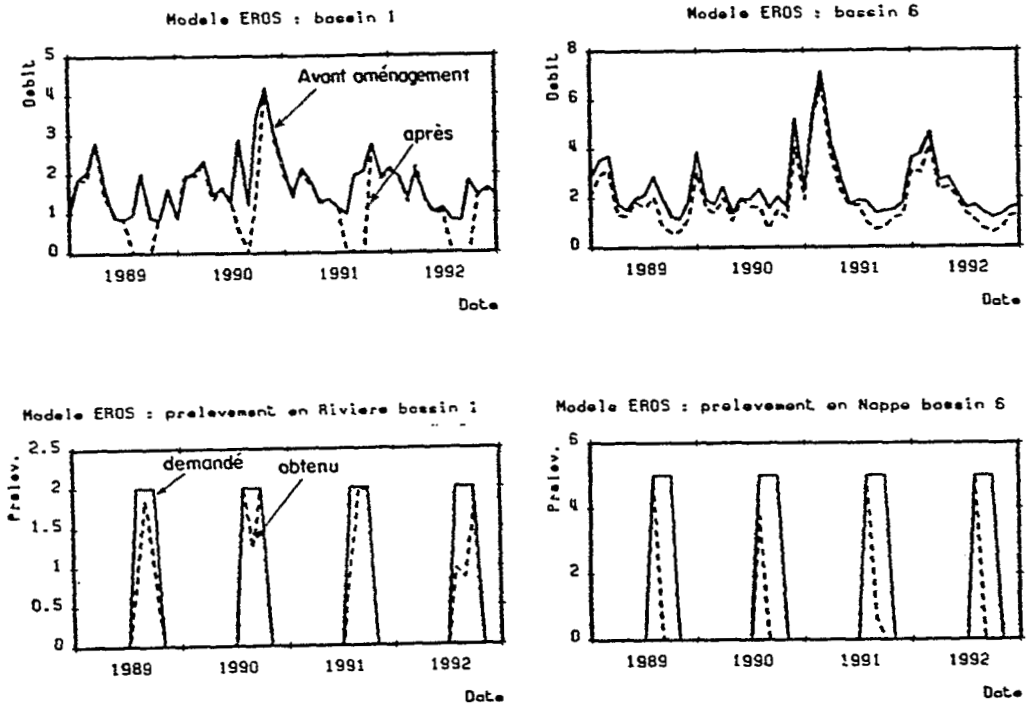 Modele EROS : bassin 1
Debit
5
4
3
2
1
0
Avant aménagement
après
1989
1990
1991
1992
Date
Modele EROS : bassin 6
Debit
8
6
4
2
0
1989
1990
1991
1992
Date
Modele EROS : prelevement en Riviere bassin 1
Prelev.
2.5
2
1.5
1
0.5
0
demandé
obtenu
1989
1990
1991
1992
Date
Modele EROS : prelevement en Nappe bassin 6
Prelev.
6
4
2
0
1989
1990
1991
1992
Date